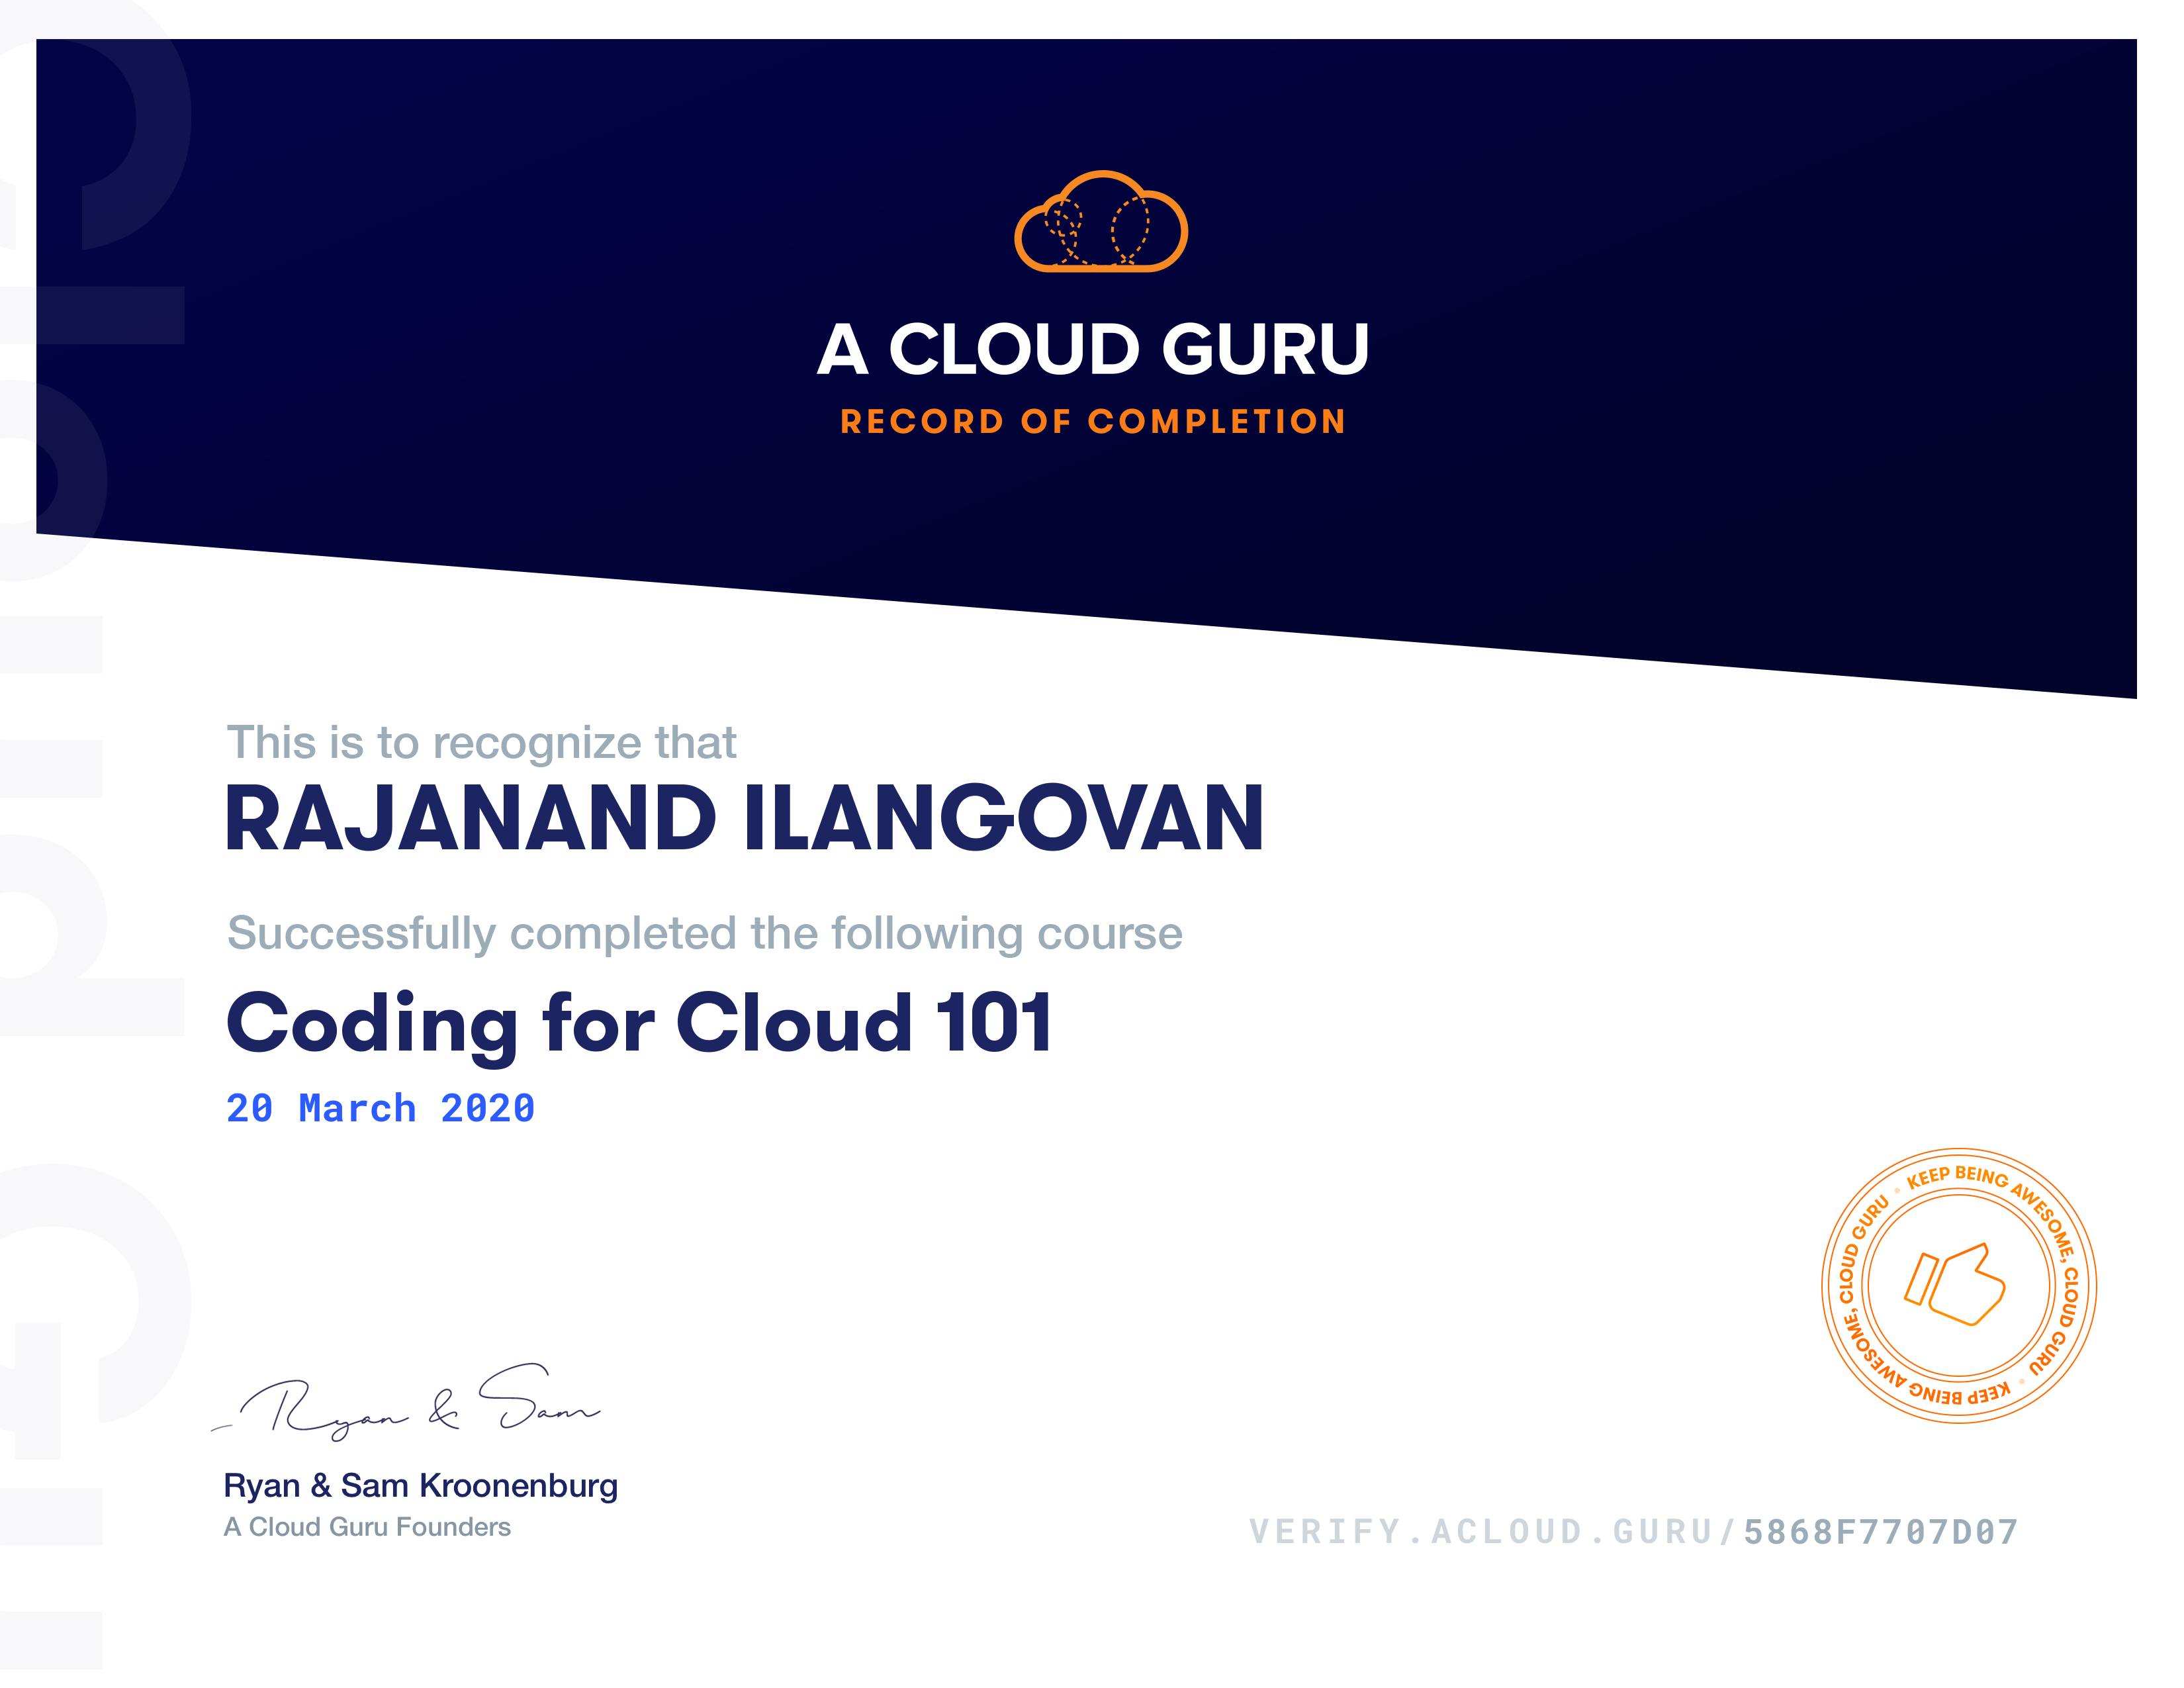 A CLOUD GURU
RECORD OF COMPLETION
This is to recognize that
RAJANAND ILANGOVAN
Successfully completed the following course
Coding for Cloud 101
20 March 2020
KEEP BEING AWESOME, CLOUD GURU • KEEP BEING AWESOME, CLOUD GURU •
Ryan & Sam
Ryan & Sam Kroonenburg
A Cloud Guru Founders
VERIFY.ACLOUD.GURU/5868F7707D07